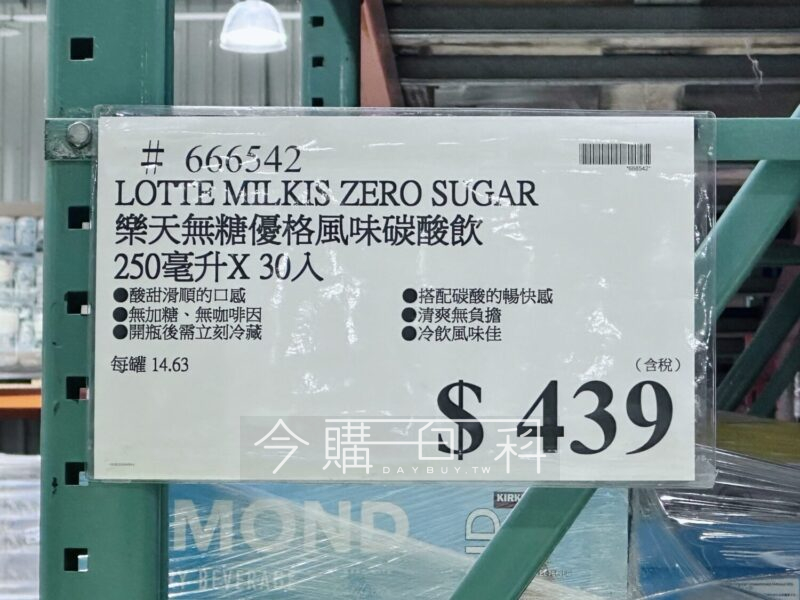 # 666542
*666542*
LOTTE MILKIS ZERO SUGAR
樂天無糖優格風味碳酸飲
250毫升X 30入
●酸甜滑順的口感
●無加糖、無咖啡因
●開瓶後需立刻冷藏
●搭配碳酸的暢快感
●清爽無負擔
●冷飲風味佳
每罐 14.63
(含稅)
$ 439
今購百科
DAYBUY.TW
KIRK
MOND
Y BEVERAGE